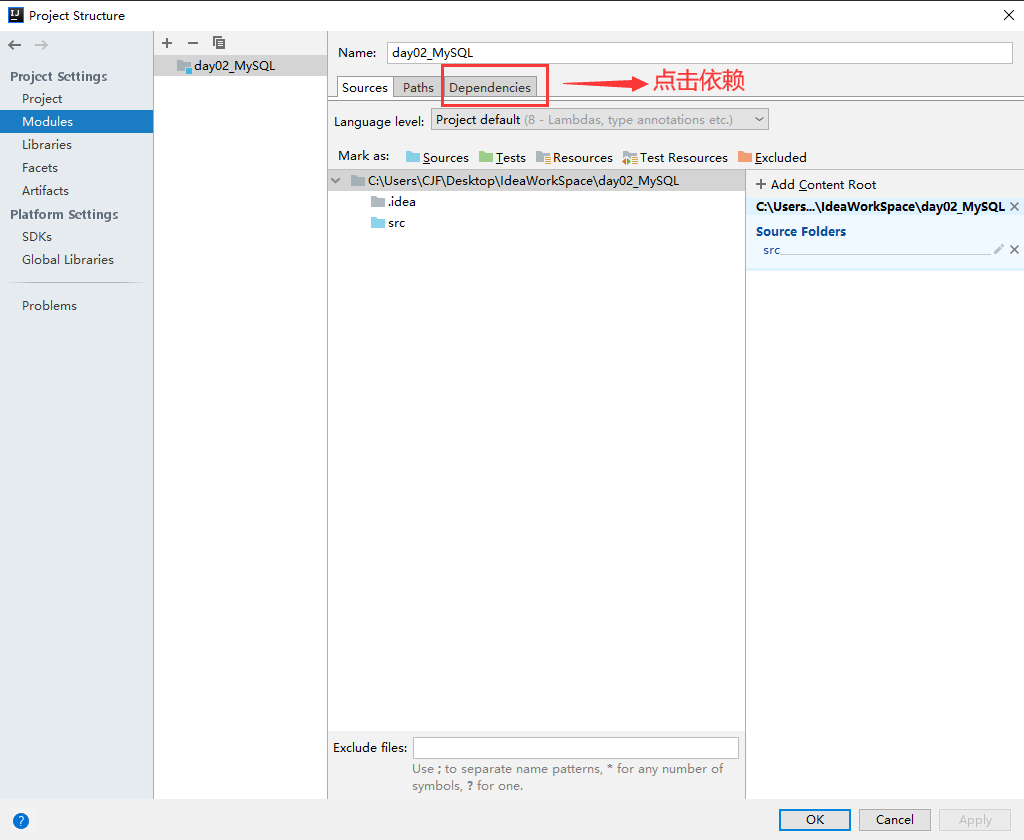 Project Structure
Project Settings
Project
Modules
Libraries
Facets
Artifacts
Platform Settings
SDKs
Global Libraries
Problems
day02_MySQL
Name: day02_MySQL
Sources Paths Dependencies
点击依赖
Language level: Project default (8 - Lambdas, type annotations etc.)
Mark as: Sources Tests Resources Test Resources Excluded
C:\Users\CJF\Desktop\IdeaWorkSpace\day02_MySQL
.idea
src
+ Add Content Root
C:\Users...\IdeaWorkSpace\day02_MySQL
Source Folders
src
Exclude files:
Use ; to separate name patterns, * for any number of
symbols, ? for one.
OK Cancel Apply